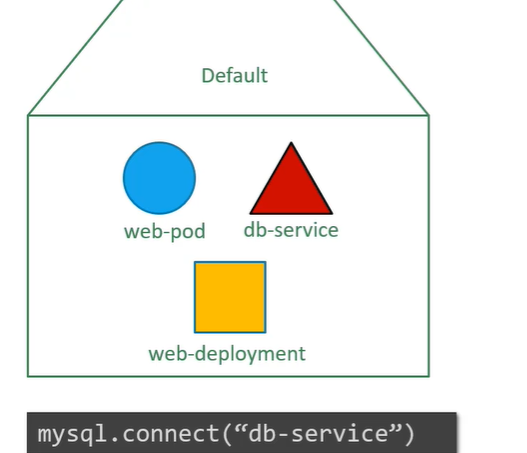 Default
web-pod
db-service
web-deployment
mysql.connect(“db-service”)